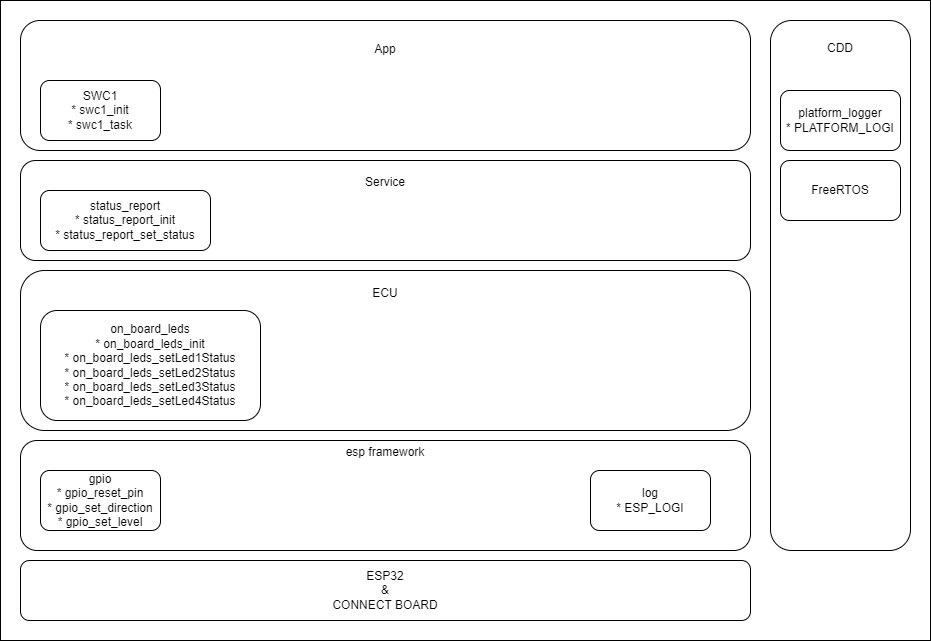 App
SWC1
* swc1_init
* swc1_task
Service
status_report
* status_report_init
* status_report_set_status
ECU
on_board_leds
* on_board_leds_init
* on_board_leds_setLed1Status
* on_board_leds_setLed2Status
* on_board_leds_setLed3Status
* on_board_leds_setLed4Status
esp framework
gpio
* gpio_reset_pin
* gpio_set_direction
* gpio_set_level
log
* ESP_LOGI
ESP32
&
CONNECT BOARD
CDD
platform_logger
* PLATFORM_LOGI
FreeRTOS